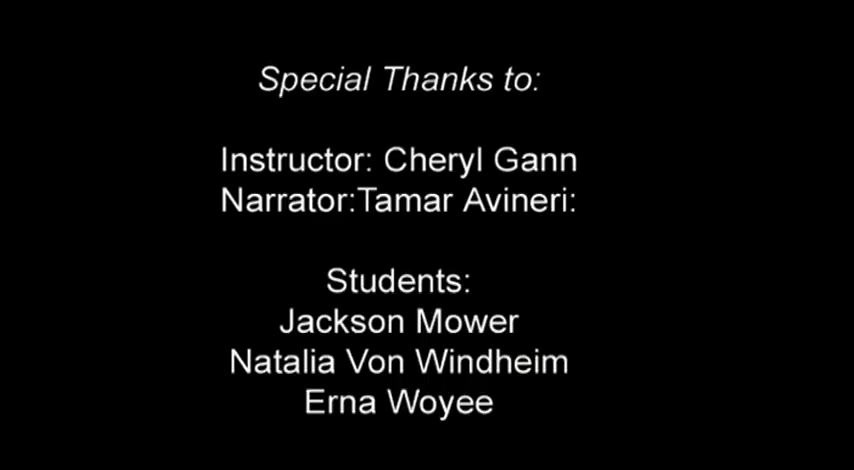 Special Thanks to:
Instructor: Cheryl Gann
Narrator:Tamar Avineri:
Students:
Jackson Mower
Natalia Von Windheim
Erna Woyee